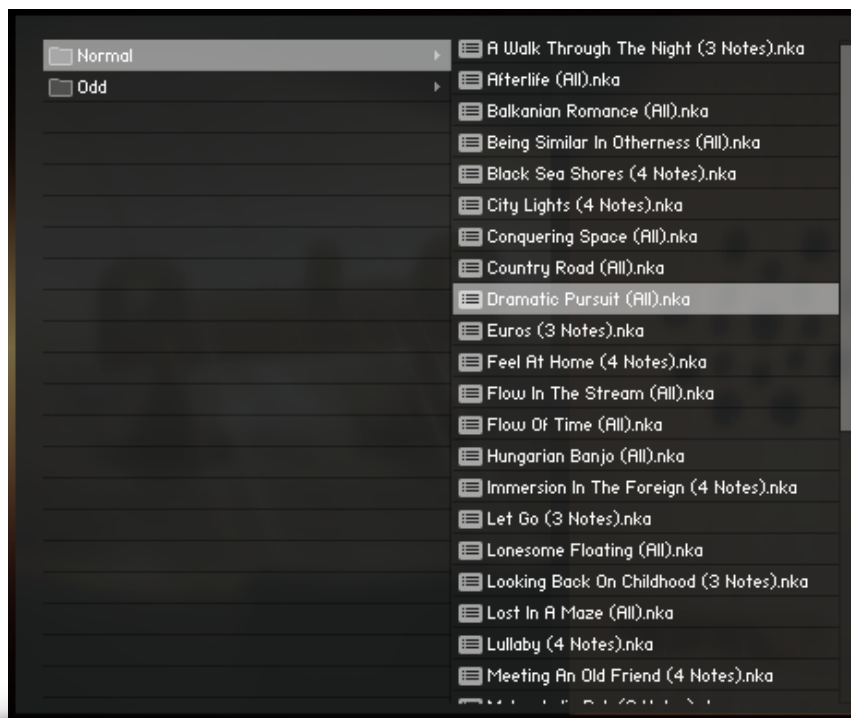 Normal
Odd
A Walk Through The Night (3 Notes).nka
Afterlife (All).nka
Balkanian Romance (All).nka
Being Similar In Otherness (All).nka
Black Sea Shores (4 Notes).nka
City Lights (4 Notes).nka
Conquering Space (All).nka
Country Road (All).nka
Dramatic Pursuit (All).nka
Euros (3 Notes).nka
Feel At Home (4 Notes).nka
Flow In The Stream (All).nka
Flow Of Time (All).nka
Hungarian Banjo (All).nka
Immersion In The Foreign (4 Notes).nka
Let Go (3 Notes).nka
Lonesome Floating (All).nka
Looking Back On Childhood (3 Notes).nka
Lost In A Maze (All).nka
Lullaby (4 Notes).nka
Meeting An Old Friend (4 Notes).nka